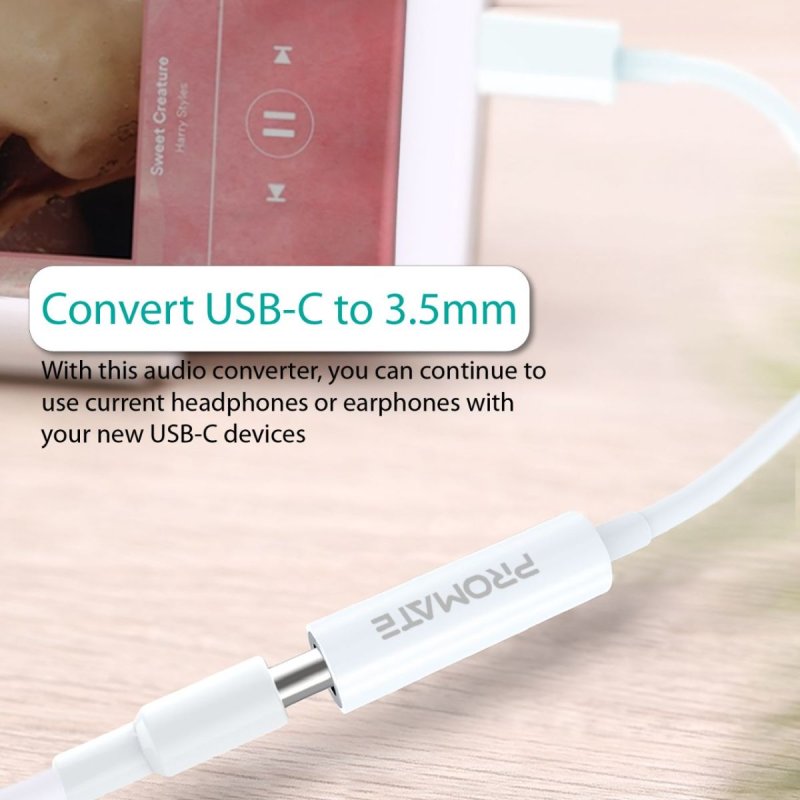 Sweet Creature
Harry Styles
Convert USB-C to 3.5mm
With this audio converter, you can continue to
use current headphones or earphones with
your new USB-C devices
PROMATE